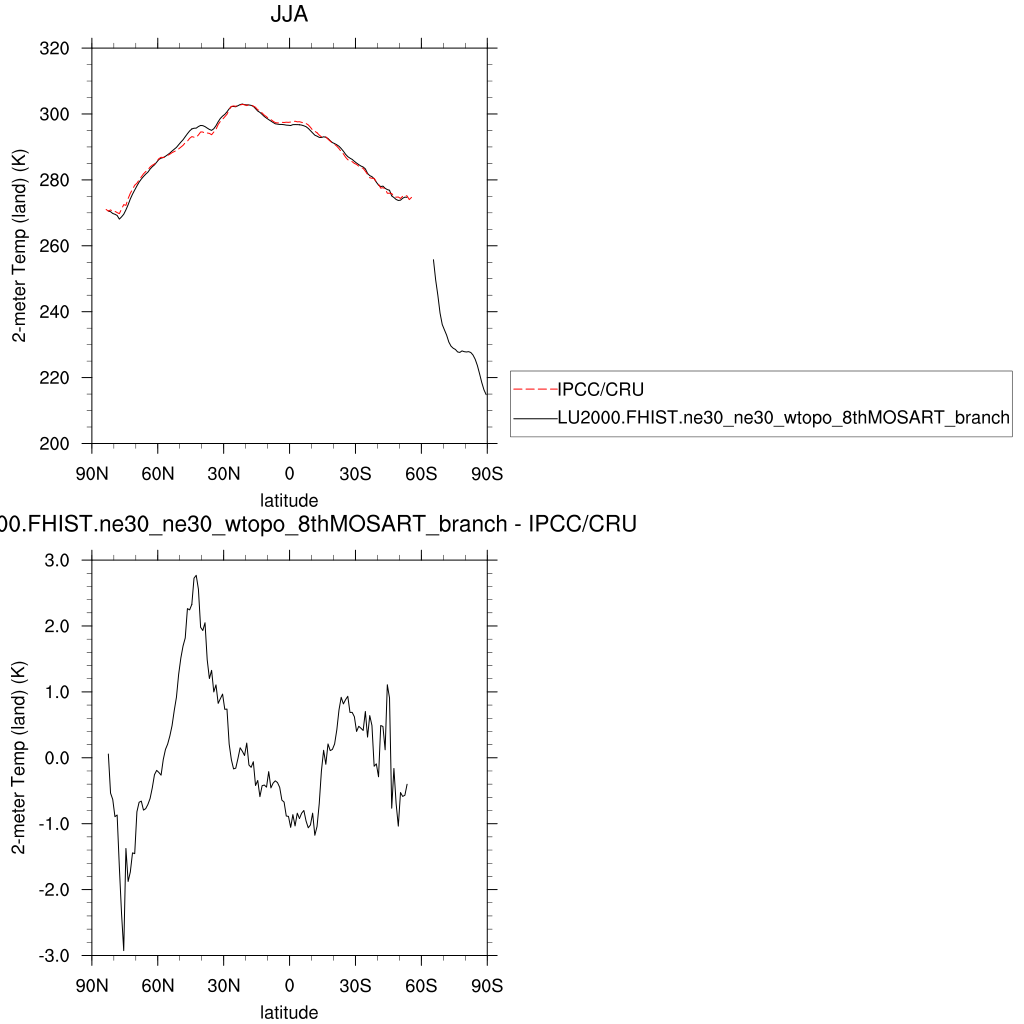 JJA
320
300
280
260
240
220
200
2-meter Temp (land) (K)
90N 60N 30N 0 30S 60S 90S
latitude
IPCC/CRU
LU2000.FHIST.ne30_ne30_wtopo_8thMOSART_branch
00.FHIST.ne30_ne30_wtopo_8thMOSART_branch - IPCC/CRU
3.0
2.0
1.0
0.0
-1.0
-2.0
-3.0
2-meter Temp (land) (K)
90N 60N 30N 0 30S 60S 90S
latitude